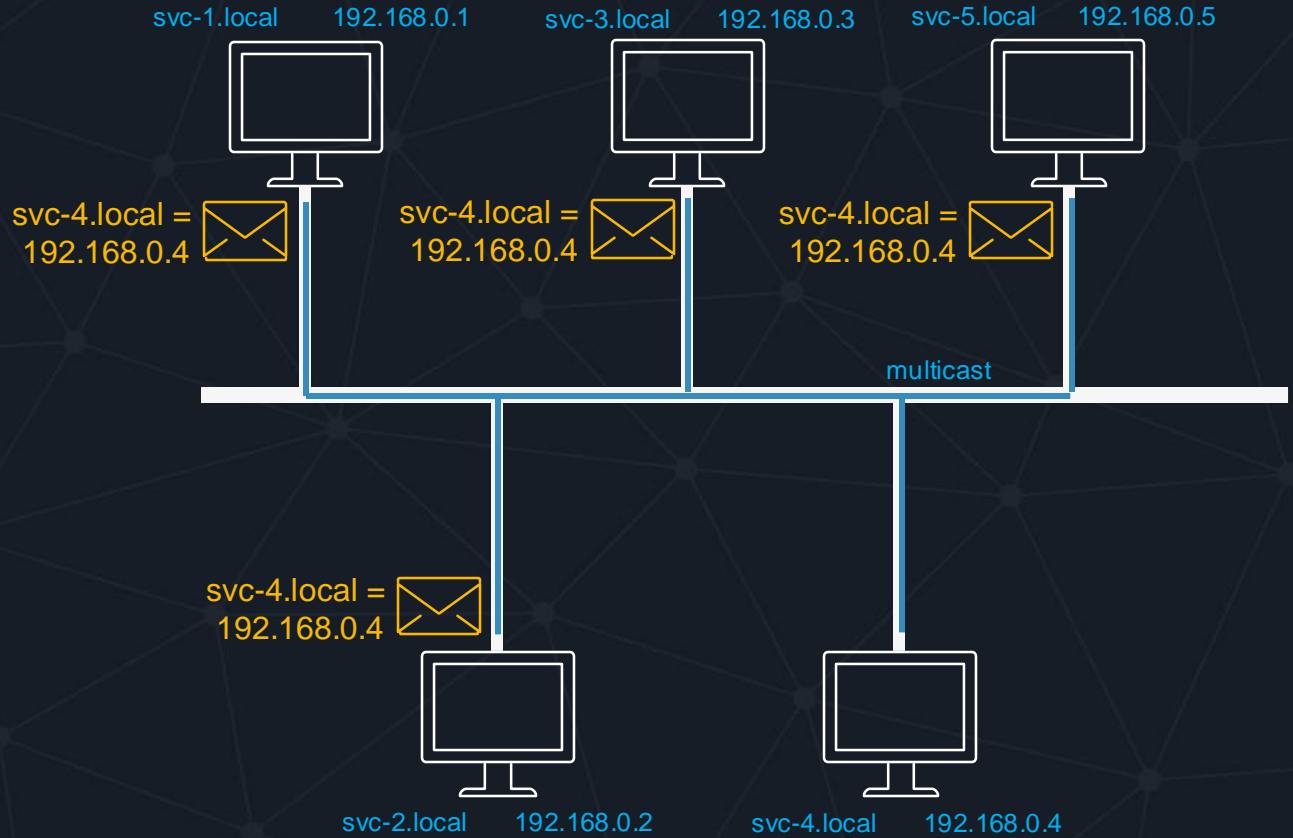 svc-1.local 192.168.0.1
svc-3.local 192.168.0.3
svc-5.local 192.168.0.5
svc-4.local =
192.168.0.4
svc-4.local =
192.168.0.4
svc-4.local =
192.168.0.4
multicast
svc-4.local =
192.168.0.4
svc-2.local 192.168.0.2
svc-4.local 192.168.0.4